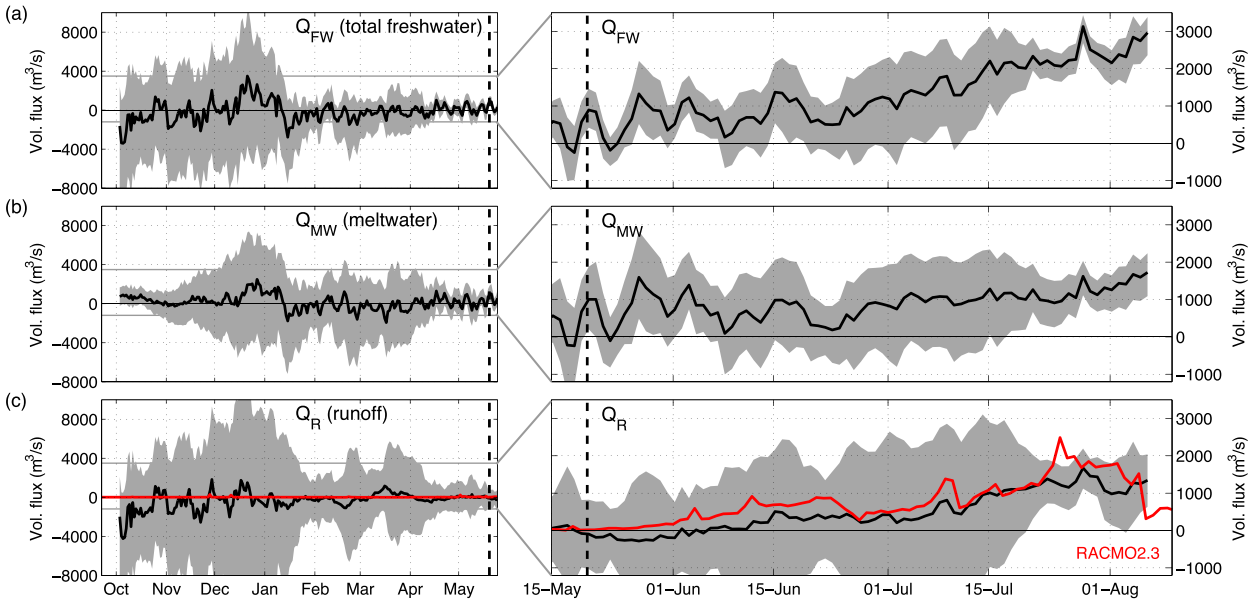 (a)
Q_FW (total freshwater)
Q_FW
8000
4000
0
−4000
−8000
Vol. flux (m³/s)
3000
2000
1000
0
−1000
Vol. flux (m³/s)
(b)
Q_MW (meltwater)
Q_MW
8000
4000
0
−4000
−8000
Vol. flux (m³/s)
3000
2000
1000
0
−1000
Vol. flux (m³/s)
(c)
Q_R (runoff)
Q_R
8000
4000
0
−4000
−8000
Vol. flux (m³/s)
3000
2000
1000
0
−1000
Vol. flux (m³/s)
RACMO2.3
Oct Nov Dec Jan Feb Mar Apr May
15−May 01−Jun 15−Jun 01−Jul 15−Jul 01−Aug